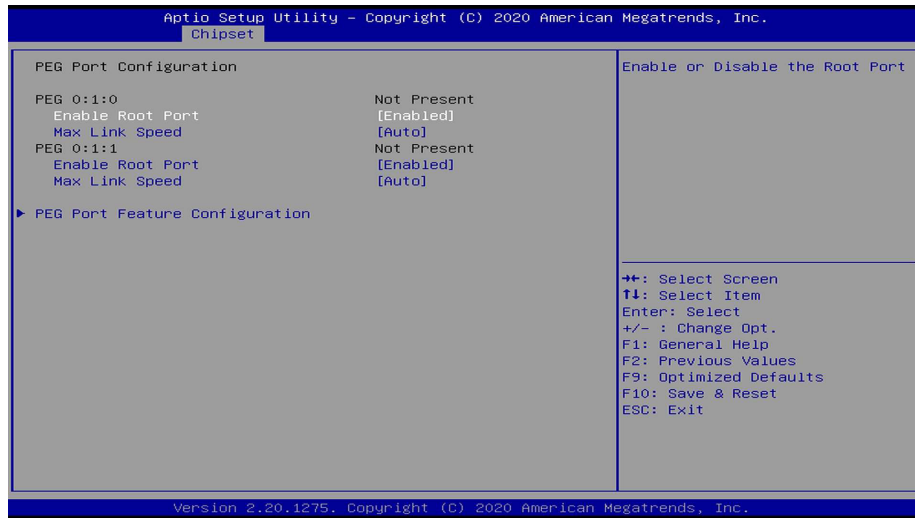 Aptio Setup Utility – Copyright (C) 2020 American Megatrends, Inc.
Chipset
PEG Port Configuration
PEG 0:1:0 Not Present
Enable Root Port [Enabled]
Max Link Speed [Auto]
PEG 0:1:1 Not Present
Enable Root Port [Enabled]
Max Link Speed [Auto]
► PEG Port Feature Configuration
Enable or Disable the Root Port
→←: Select Screen
↑↓: Select Item
Enter: Select
+/- : Change Opt.
F1: General Help
F2: Previous Values
F9: Optimized Defaults
F10: Save & Reset
ESC: Exit
Version 2.20.1275. Copyright (C) 2020 American Megatrends, Inc.